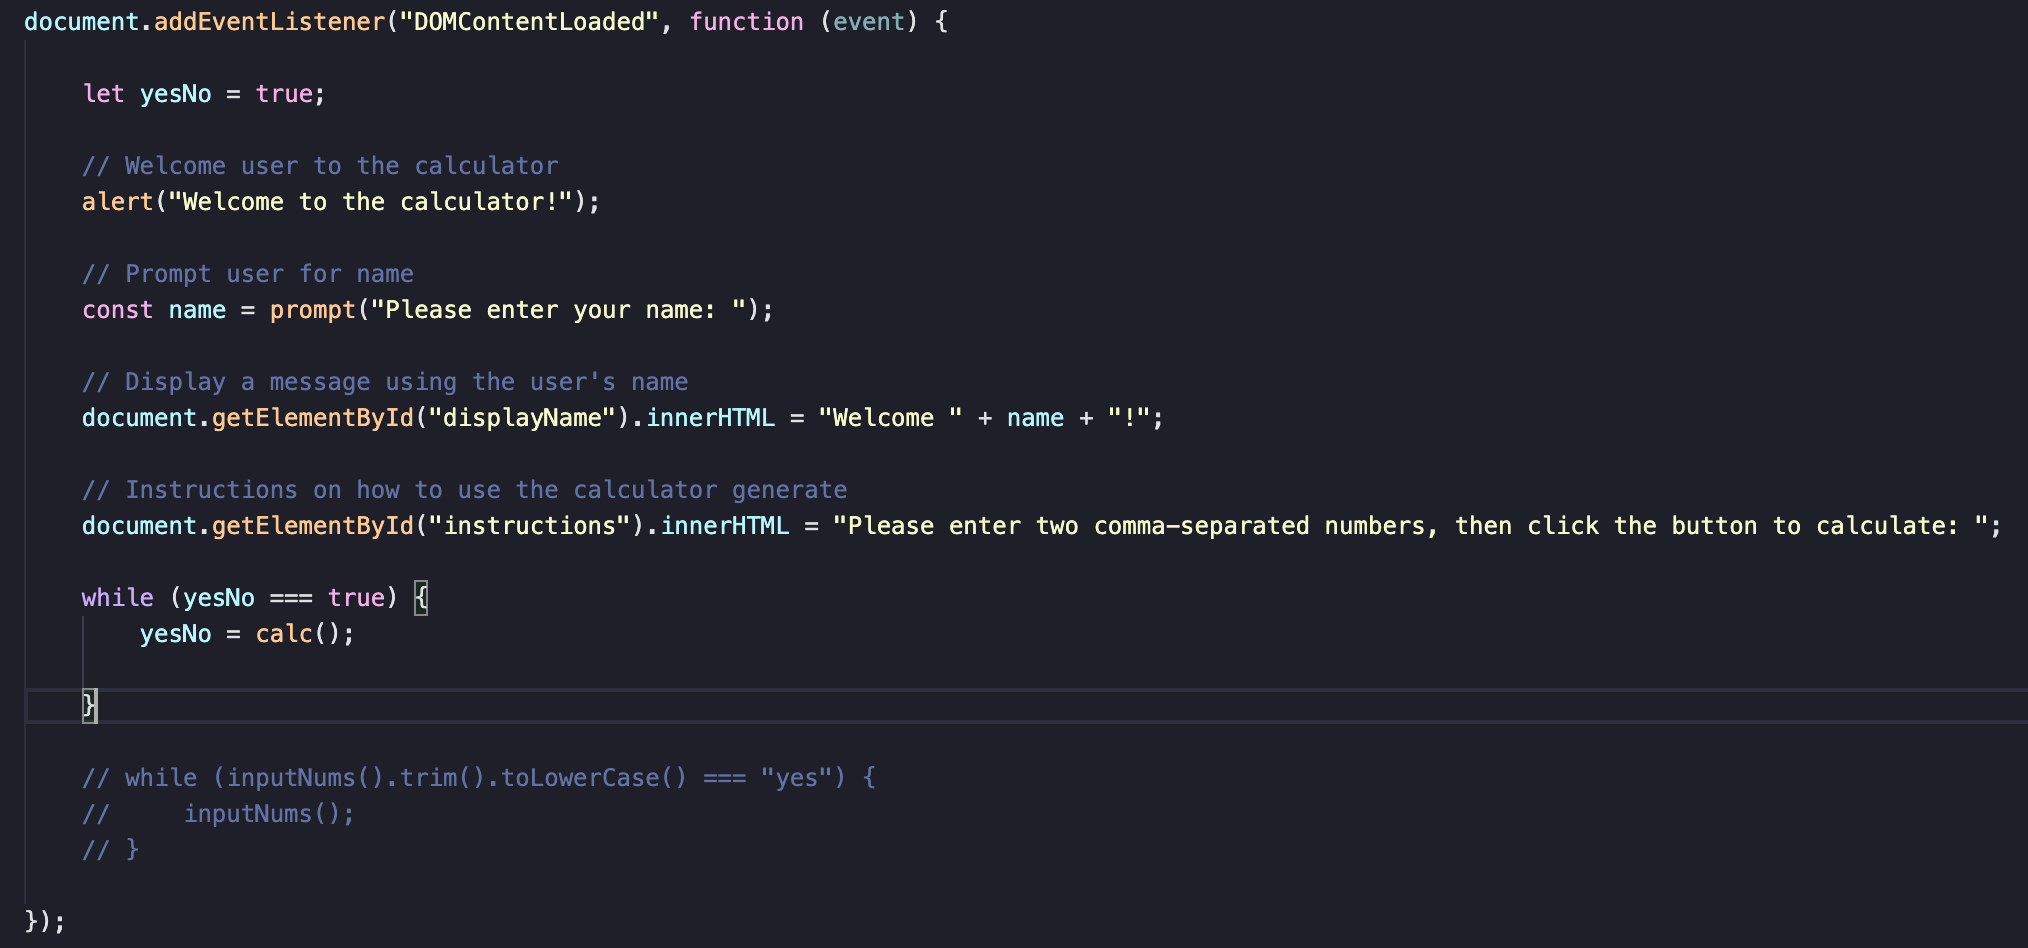 document.addEventListener("DOMContentLoaded", function (event) {
let yesNo = true;
// Welcome user to the calculator
alert("Welcome to the calculator!");
// Prompt user for name
const name = prompt("Please enter your name: ");
// Display a message using the user's name
document.getElementById("displayName").innerHTML = "Welcome " + name + "!";
// Instructions on how to use the calculator generate
document.getElementById("instructions").innerHTML = "Please enter two comma-separated numbers, then click the button to calculate: ";
while (yesNo === true) {
yesNo = calc();
}
// while (inputNums().trim().toLowerCase() === "yes") {
//     inputNums();
// }
});